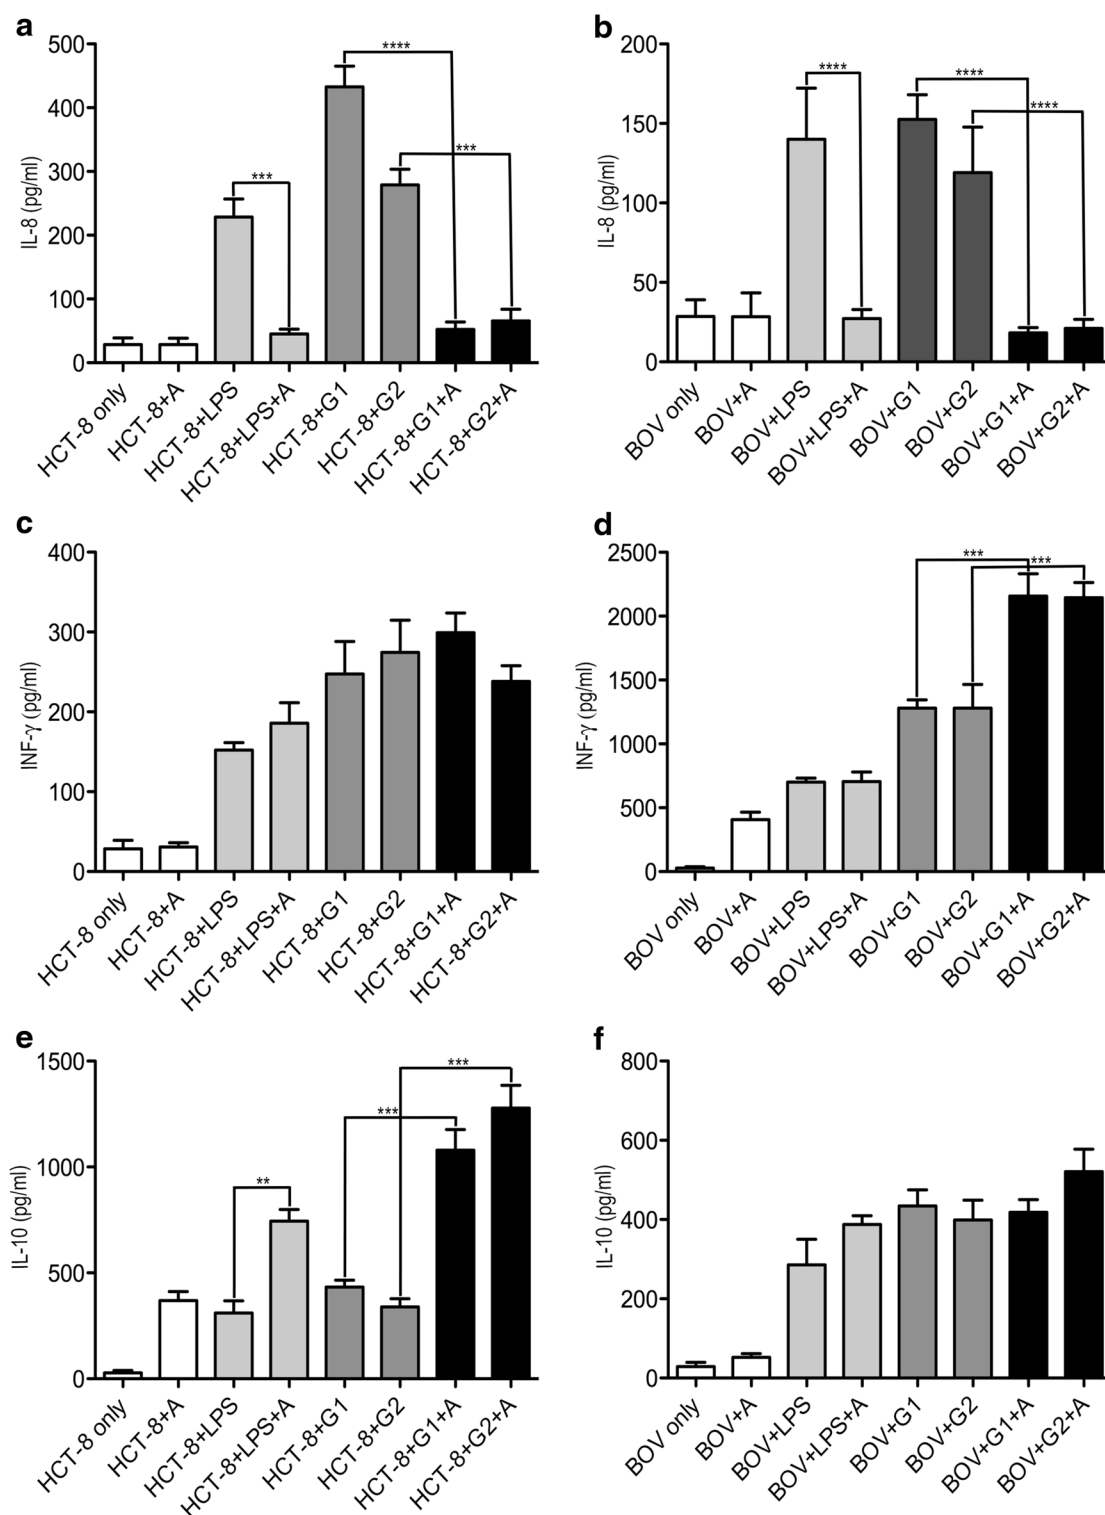 a
500
400
300
200
100
0
IL-8 (pg/ml)
***
****
***
HCT-8 only
HCT-8+A
HCT-8+LPS
HCT-8+LPS+A
HCT-8+G1
HCT-8+G2
HCT-8+G1+A
HCT-8+G2+A
b
200
150
100
50
0
IL-8 (pg/ml)
****
****
****
BOV only
BOV+A
BOV+LPS
BOV+LPS+A
BOV+G1
BOV+G2
BOV+G1+A
BOV+G2+A
c
400
300
200
100
0
INF-γ (pg/ml)
HCT-8 only
HCT-8+A
HCT-8+LPS
HCT-8+LPS+A
HCT-8+G1
HCT-8+G2
HCT-8+G1+A
HCT-8+G2+A
d
2500
2000
1500
1000
500
0
INF-γ (pg/ml)
***
***
BOV only
BOV+A
BOV+LPS
BOV+LPS+A
BOV+G1
BOV+G2
BOV+G1+A
BOV+G2+A
e
1500
1000
500
0
IL-10 (pg/ml)
**
***
***
HCT-8 only
HCT-8+A
HCT-8+LPS
HCT-8+LPS+A
HCT-8+G1
HCT-8+G2
HCT-8+G1+A
HCT-8+G2+A
f
800
600
400
200
0
IL-10 (pg/ml)
BOV only
BOV+A
BOV+LPS
BOV+LPS+A
BOV+G1
BOV+G2
BOV+G1+A
BOV+G2+A